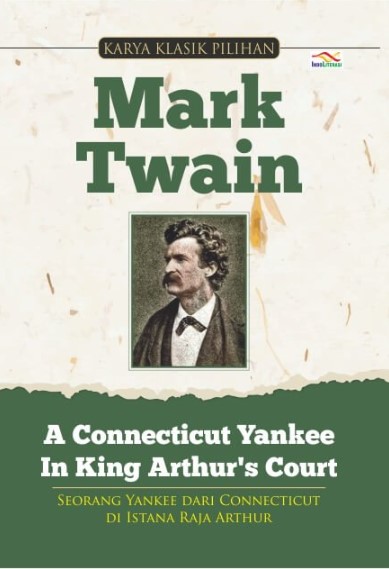 KARYA KLASIK PILIHAN
Mark
Twain
A Connecticut Yankee
In King Arthur's Court
SEORANG YANKEE DARI CONNECTICUT
DI ISTANA RAJA ARTHUR